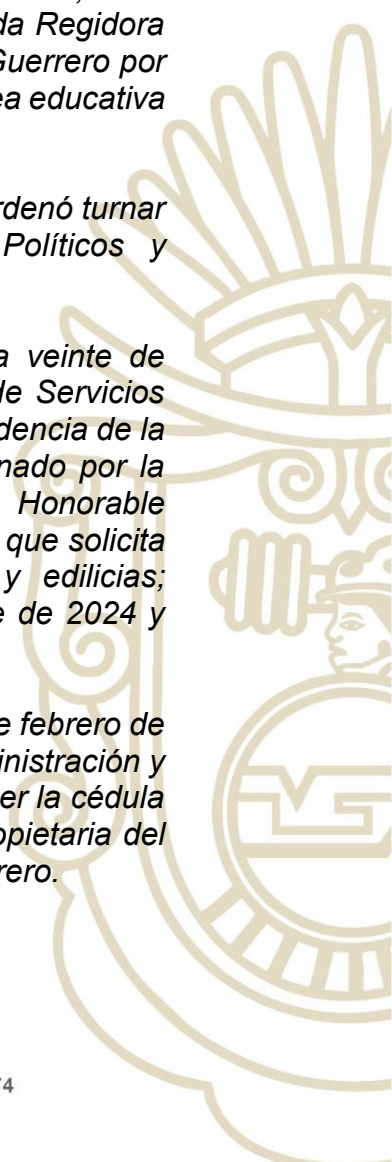 da Regidora
Guerrero por
ea educativa
rdenó turnar
Políticos y
a veinte de
de Servicios
dencia de la
nado por la
Honorable
que solicita
y edilicias;
e de 2024 y
e febrero de
inistración y
er la cédula
opietaria del
rero.
74